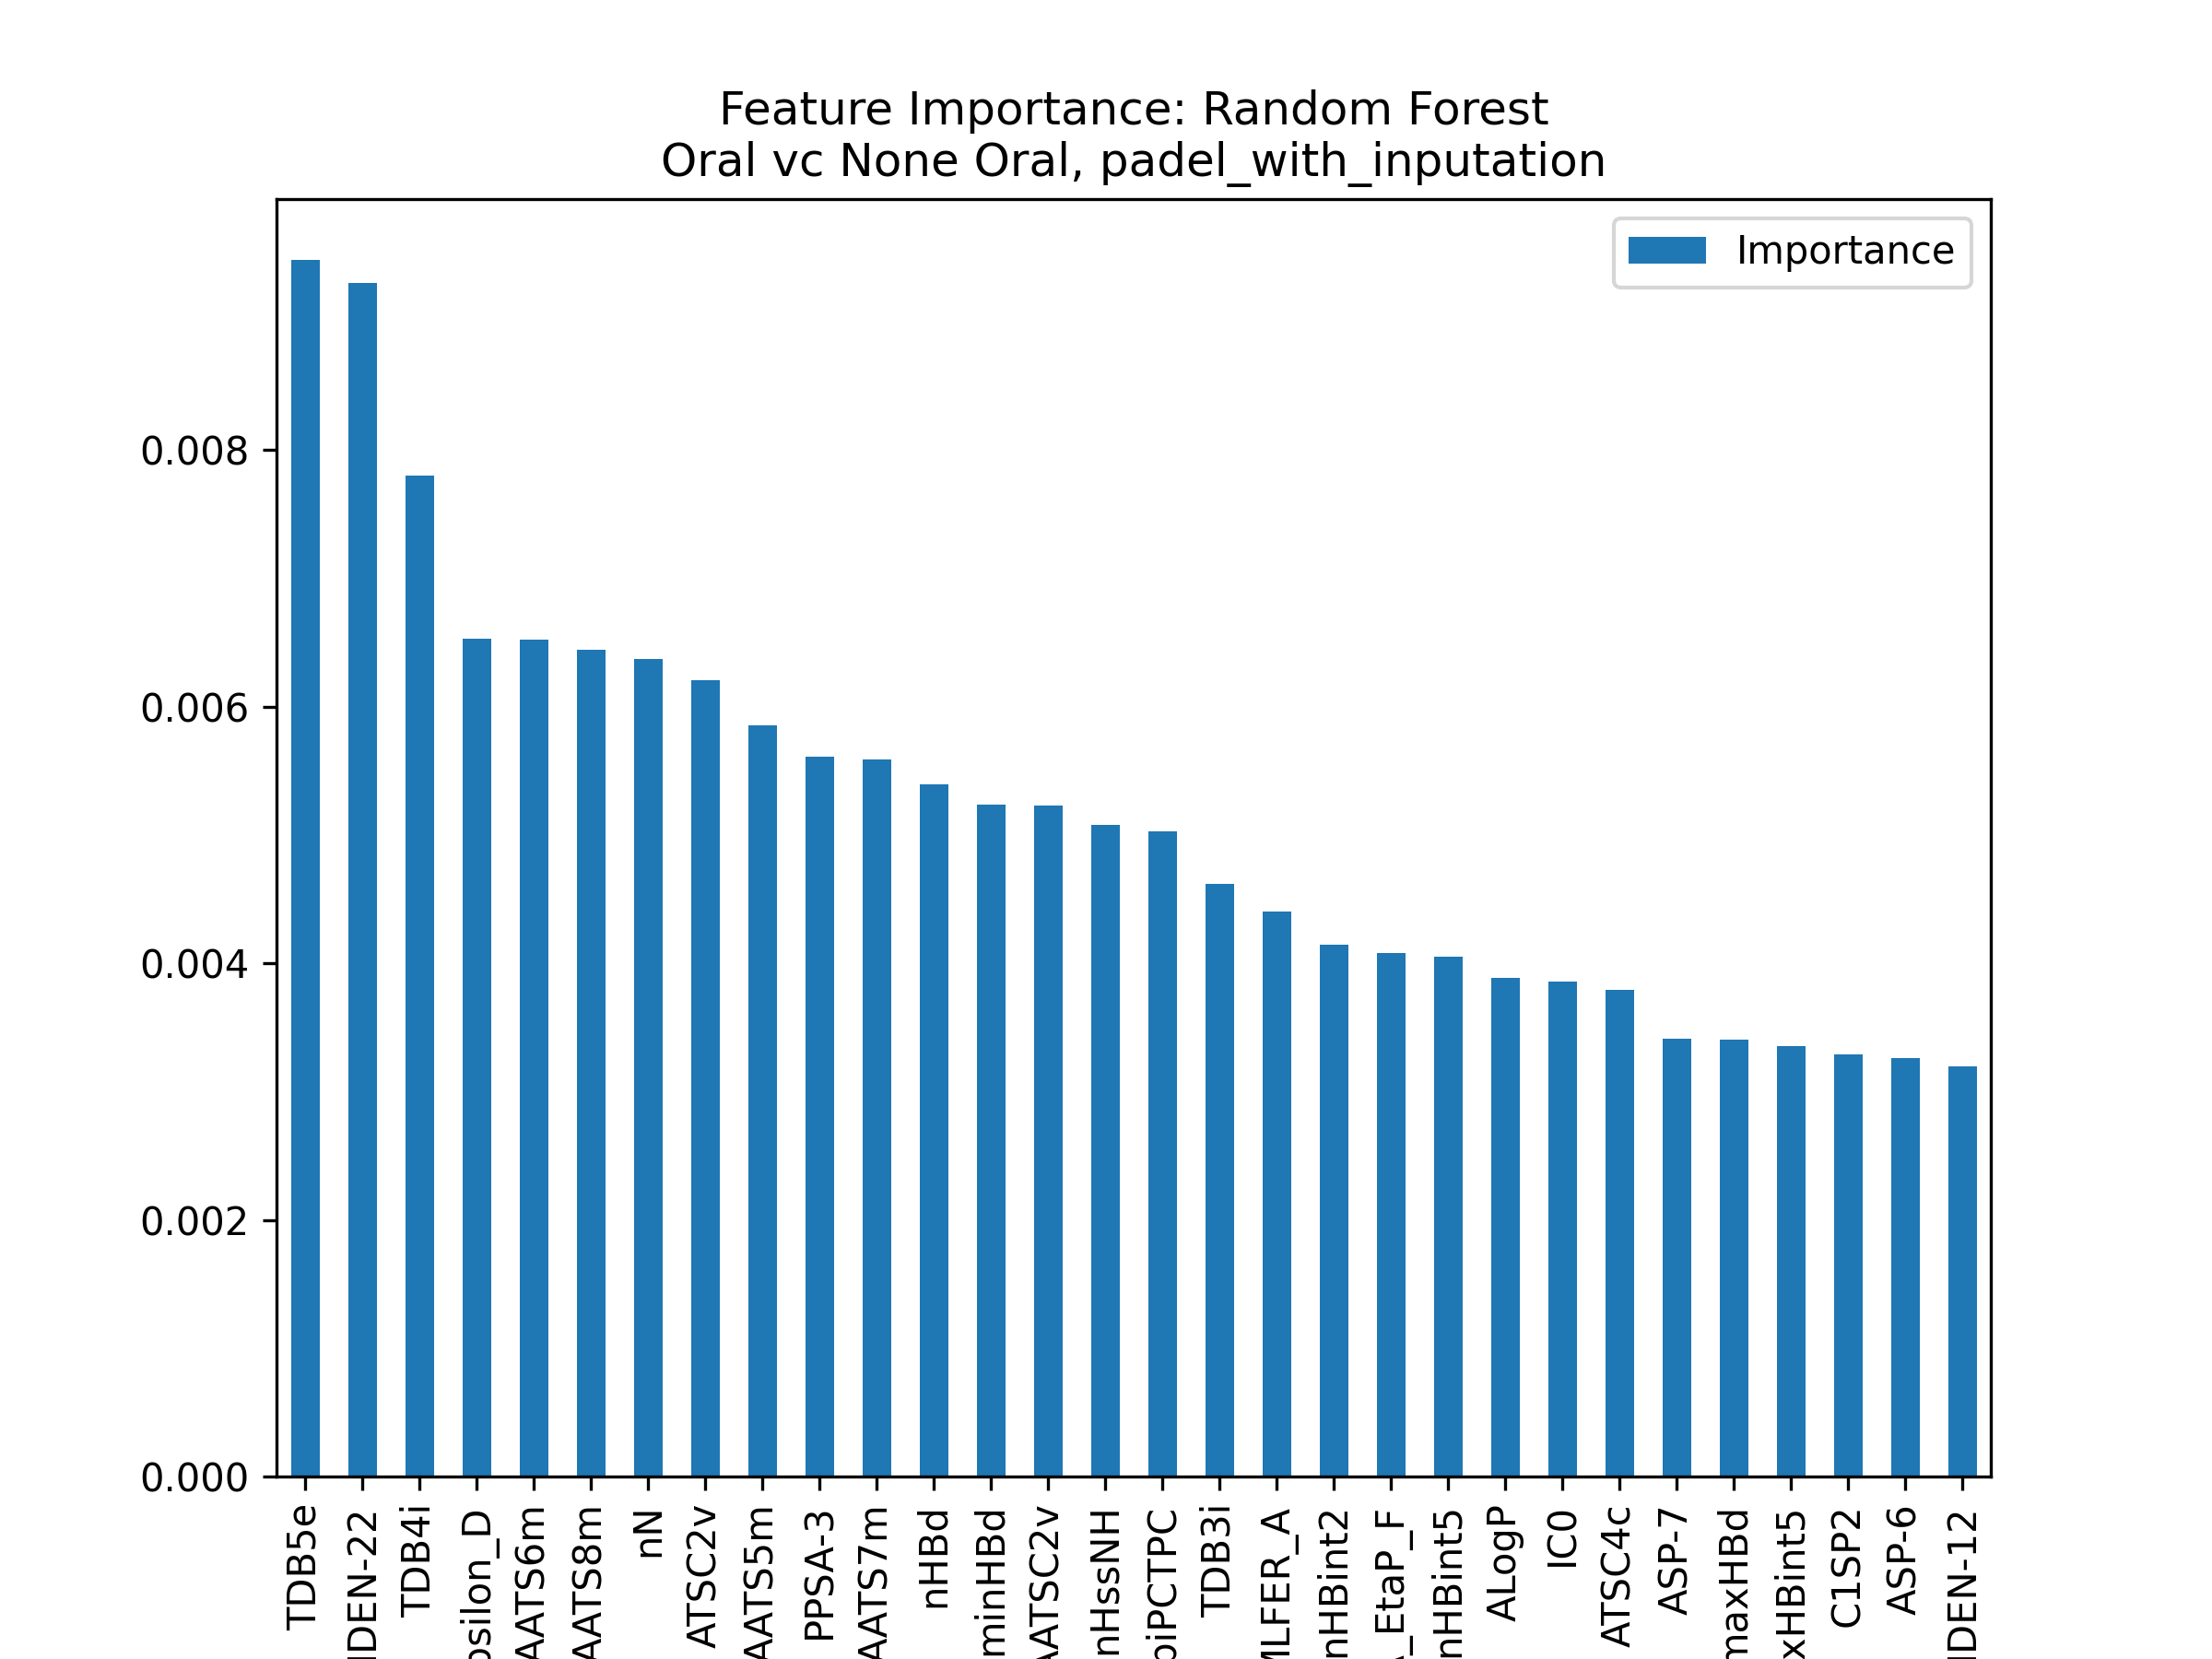 Feature Importance: Random Forest
Oral vc None Oral, padel_with_inputation
Importance
0.008
0.006
0.004
0.002
0.000
TDB5e
IDEN-22
TDB4i
psilon_D
AATS6m
AATS8m
nN
ATSC2v
AATS5m
PPSA-3
AATS7m
nHBd
minHBd
AATSC2v
nHssNH
piPCTPC
TDB3i
MLFER_A
nHBint2
_EtaP_F
nHBint5
ALogP
IC0
ATSC4c
ASP-7
maxHBd
xHBint5
C1SP2
ASP-6
IDEN-12